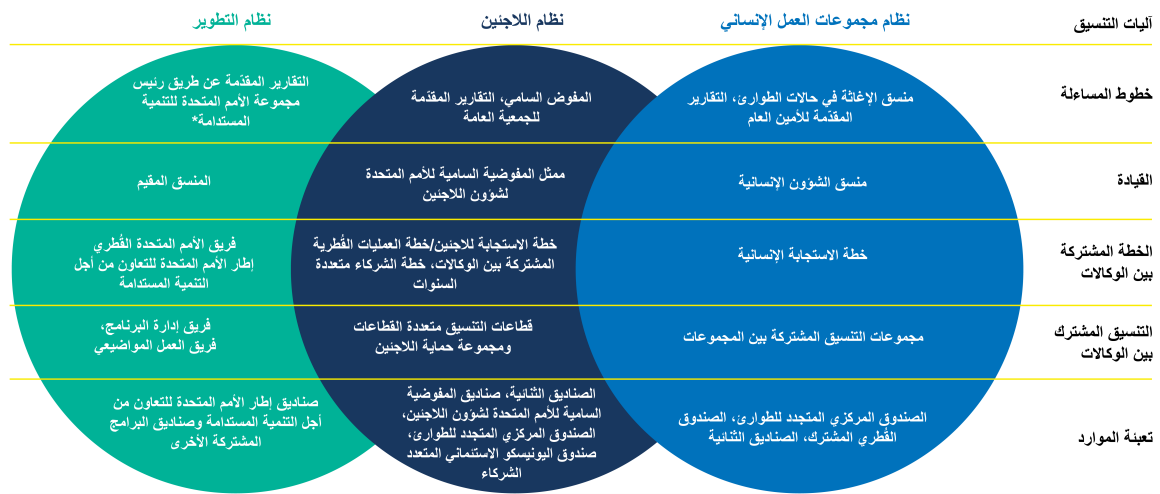 آليات التنسيق
نظام مجموعات العمل الإنساني
نظام اللاجئين
نظام التطوير
خطوط المساءلة
منسق الإغاثة في حالات الطوارئ، التقارير
المقدّمة للأمين العام
المفوض السامي، التقارير المقدّمة
للجمعية العامة
التقارير المقدّمة عن طريق رئيس
مجموعة الأمم المتحدة للتنمية
المستدامة*
القيادة
منسق الشؤون الإنسانية
ممثل المفوضية السامية للأمم المتحدة
لشؤون اللاجئين
المنسق المقيم
الخطة المشتركة
بين الوكالات
خطة الاستجابة الإنسانية
خطة الاستجابة للاجئين/خطة العمليات القُطرية
المشتركة بين الوكالات، خطة الشركاء متعددة
السنوات
فريق الأمم المتحدة القُطري
إطار الأمم المتحدة للتعاون من أجل
التنمية المستدامة
التنسيق المشترك
بين الوكالات
مجموعات التنسيق المشتركة بين المجموعات
قطاعات التنسيق متعددة القطاعات
ومجموعة حماية اللاجئين
فريق إدارة البرنامج،
فريق العمل المواضيعي
تعبئة الموارد
الصندوق المركزي المتجدد للطوارئ، الصندوق
القُطري المشترك، الصناديق الثنائية
الصناديق الثنائية، صناديق المفوضية
السامية للأمم المتحدة لشؤون اللاجئين،
الصندوق المركزي المتجدد للطوارئ،
صندوق اليونيسكو الاستئماني المتعدد
الشركاء
صناديق إطار الأمم المتحدة للتعاون من
أجل التنمية المستدامة وصناديق البرامج
المشتركة الأخرى